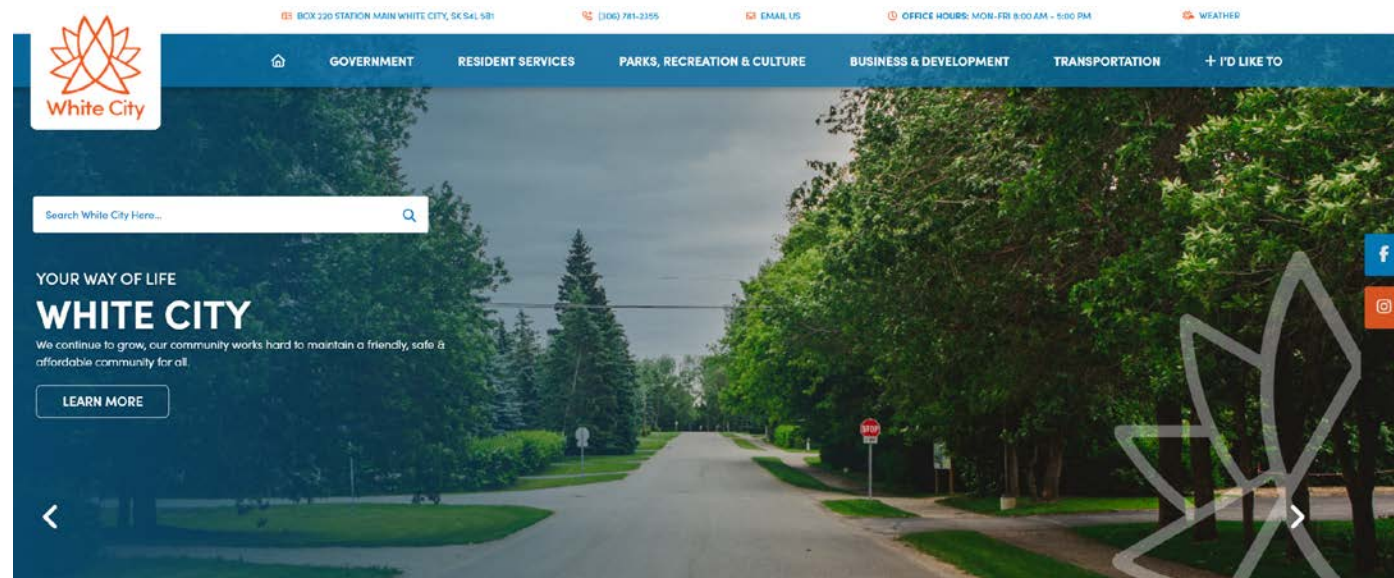 BOX 220 STATION MAIN WHITE CITY, SK S4L 5B1
(306) 781-2355
EMAIL US
OFFICE HOURS: MON-FRI 8:00 AM - 5:00 PM
WEATHER
White City
GOVERNMENT
RESIDENT SERVICES
PARKS, RECREATION & CULTURE
BUSINESS & DEVELOPMENT
TRANSPORTATION
+ I'D LIKE TO
Search White City Here...
YOUR WAY OF LIFE
WHITE CITY
We continue to grow, our community works hard to maintain a friendly, safe &
affordable community for all.
LEARN MORE
STOP